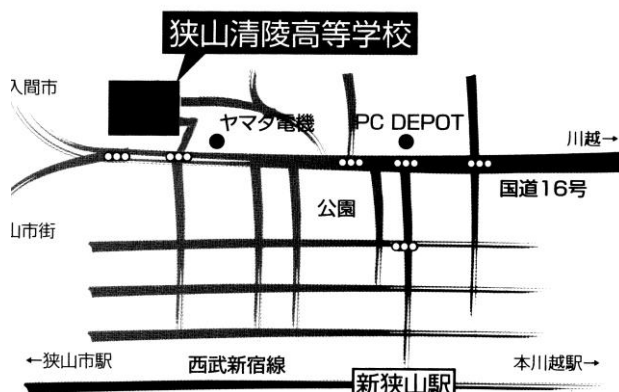 狭山清陵高等学校
入間市
ヤマダ電機
PC DEPOT
川越→
国道16号
公園
山市街
←狭山市駅
西武新宿線
新狭山駅
本川越駅→